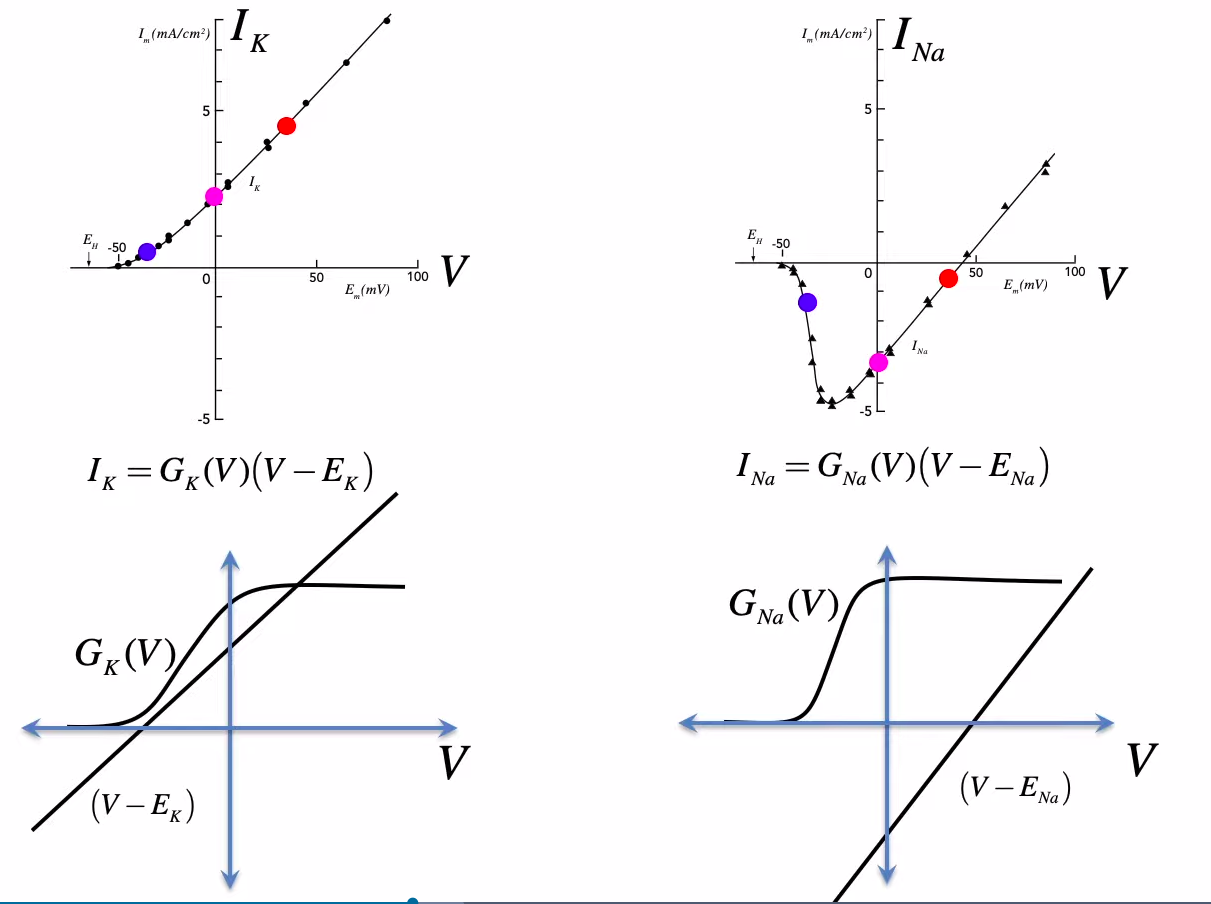 I_m(mA/cm²) I_K
5
I_K
E_H -50
0 50 100 V
E_m(mV)
-5
I_K = G_K(V)(V − E_K)
G_K(V)
V
(V − E_K)
I_m(mA/cm²) I_Na
5
E_H -50
0 50 100 V
E_m(mV)
I_Na
-5
I_Na = G_Na(V)(V − E_Na)
G_Na(V)
V
(V − E_Na)